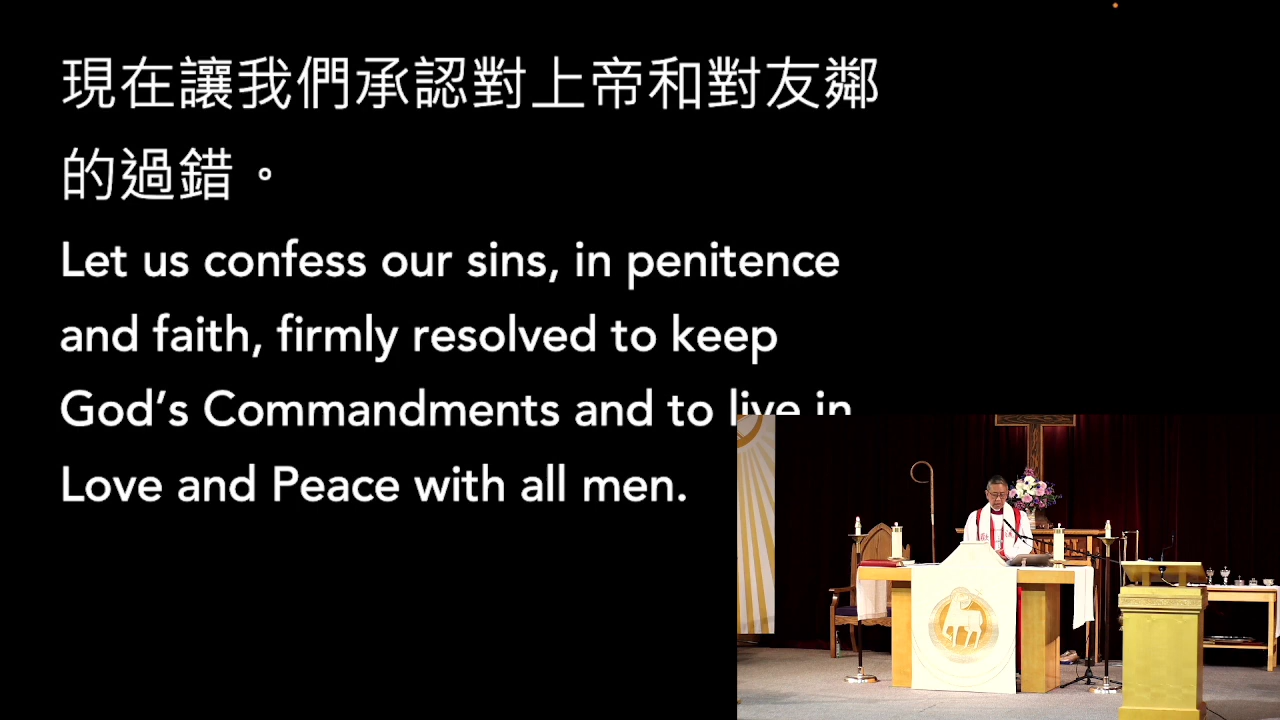 現在讓我們承認對上帝和對友鄰
的過錯。
Let us confess our sins, in penitence
and faith, firmly resolved to keep
God's Commandments and to live in
Love and Peace with all men.